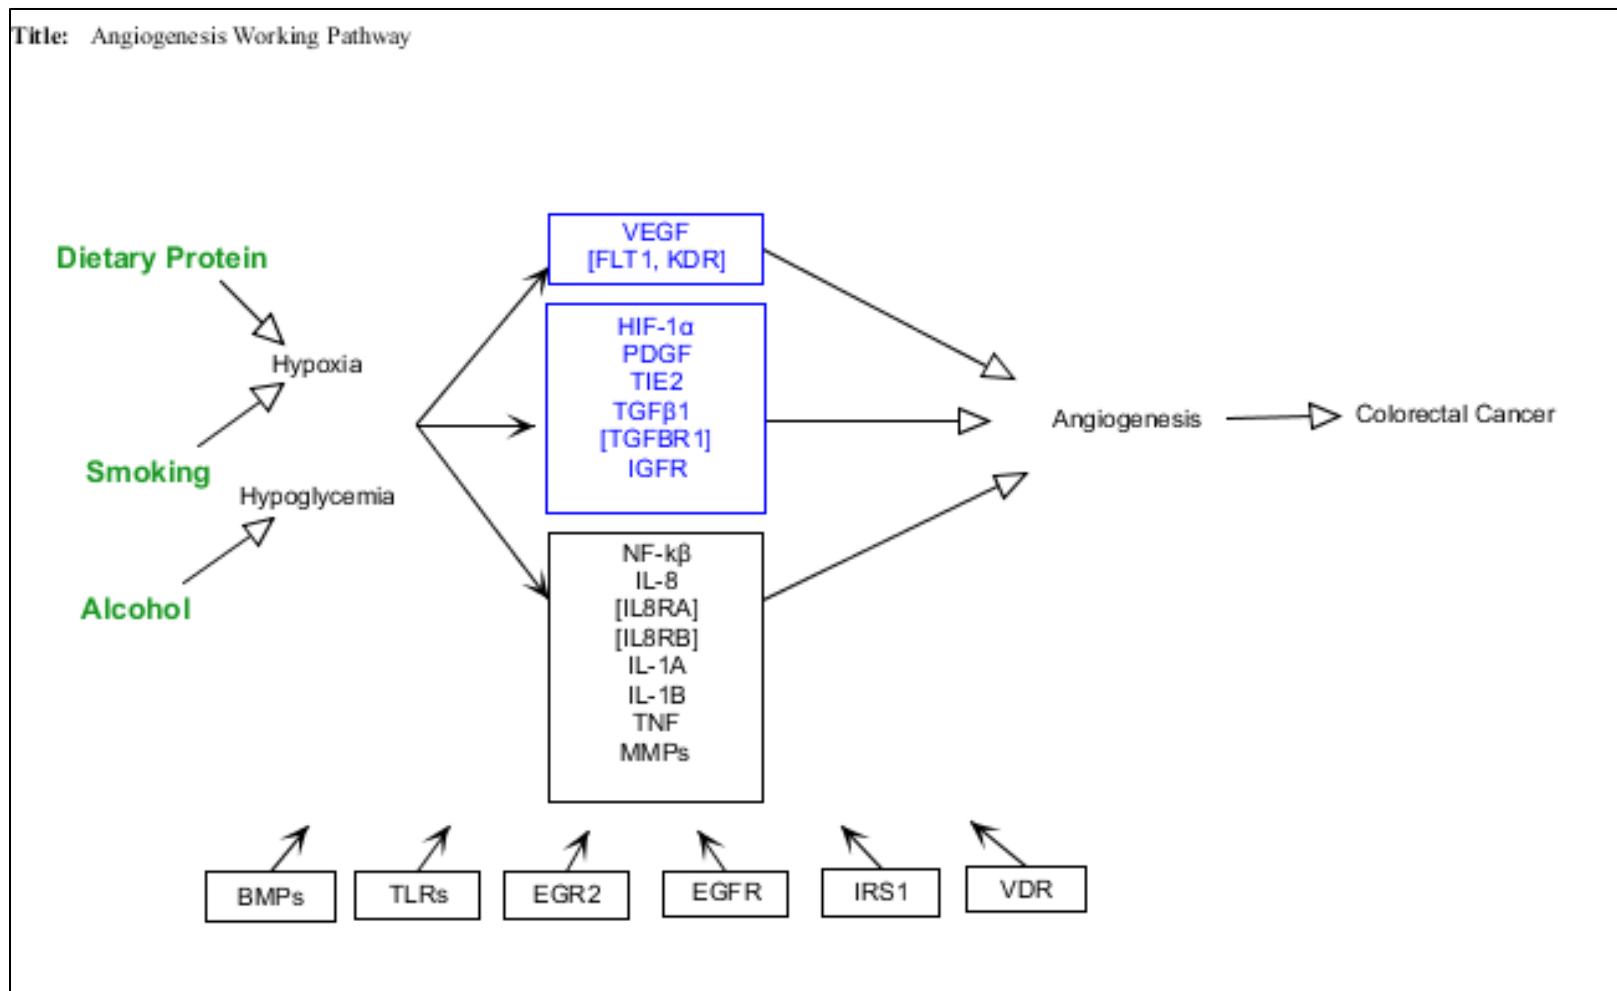 Title: Angiogenesis Working Pathway
Dietary Protein
Hypoxia
Smoking
Hypoglycemia
Alcohol
VEGF
[FLT1, KDR]
HIF-1α
PDGF
TIE2
TGFβ1
[TGFBR1]
IGFR
NF-kβ
IL-8
[IL8RA]
[IL8RB]
IL-1A
IL-1B
TNF
MMPs
Angiogenesis
Colorectal Cancer
BMPs
TLRs
EGR2
EGFR
IRS1
VDR